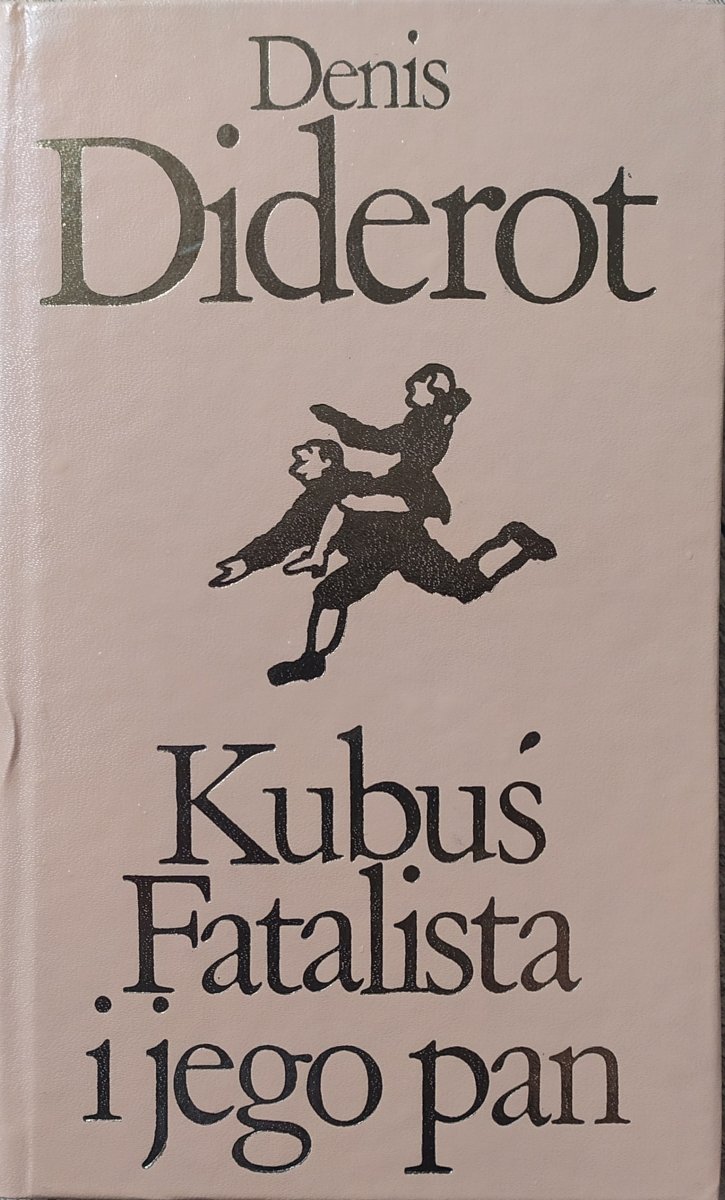 Denis
Diderot
Kubuś
Fatalista
i jego pan